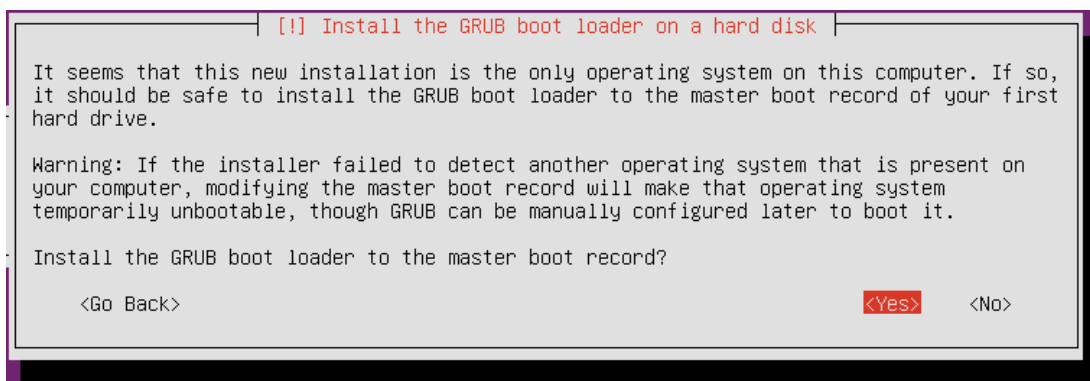 [!] Install the GRUB boot loader on a hard disk
It seems that this new installation is the only operating system on this computer. If so,
it should be safe to install the GRUB boot loader to the master boot record of your first
hard drive.
Warning: If the installer failed to detect another operating system that is present on
your computer, modifying the master boot record will make that operating system
temporarily unbootable, though GRUB can be manually configured later to boot it.
Install the GRUB boot loader to the master boot record?
<Go Back> <Yes> <No>